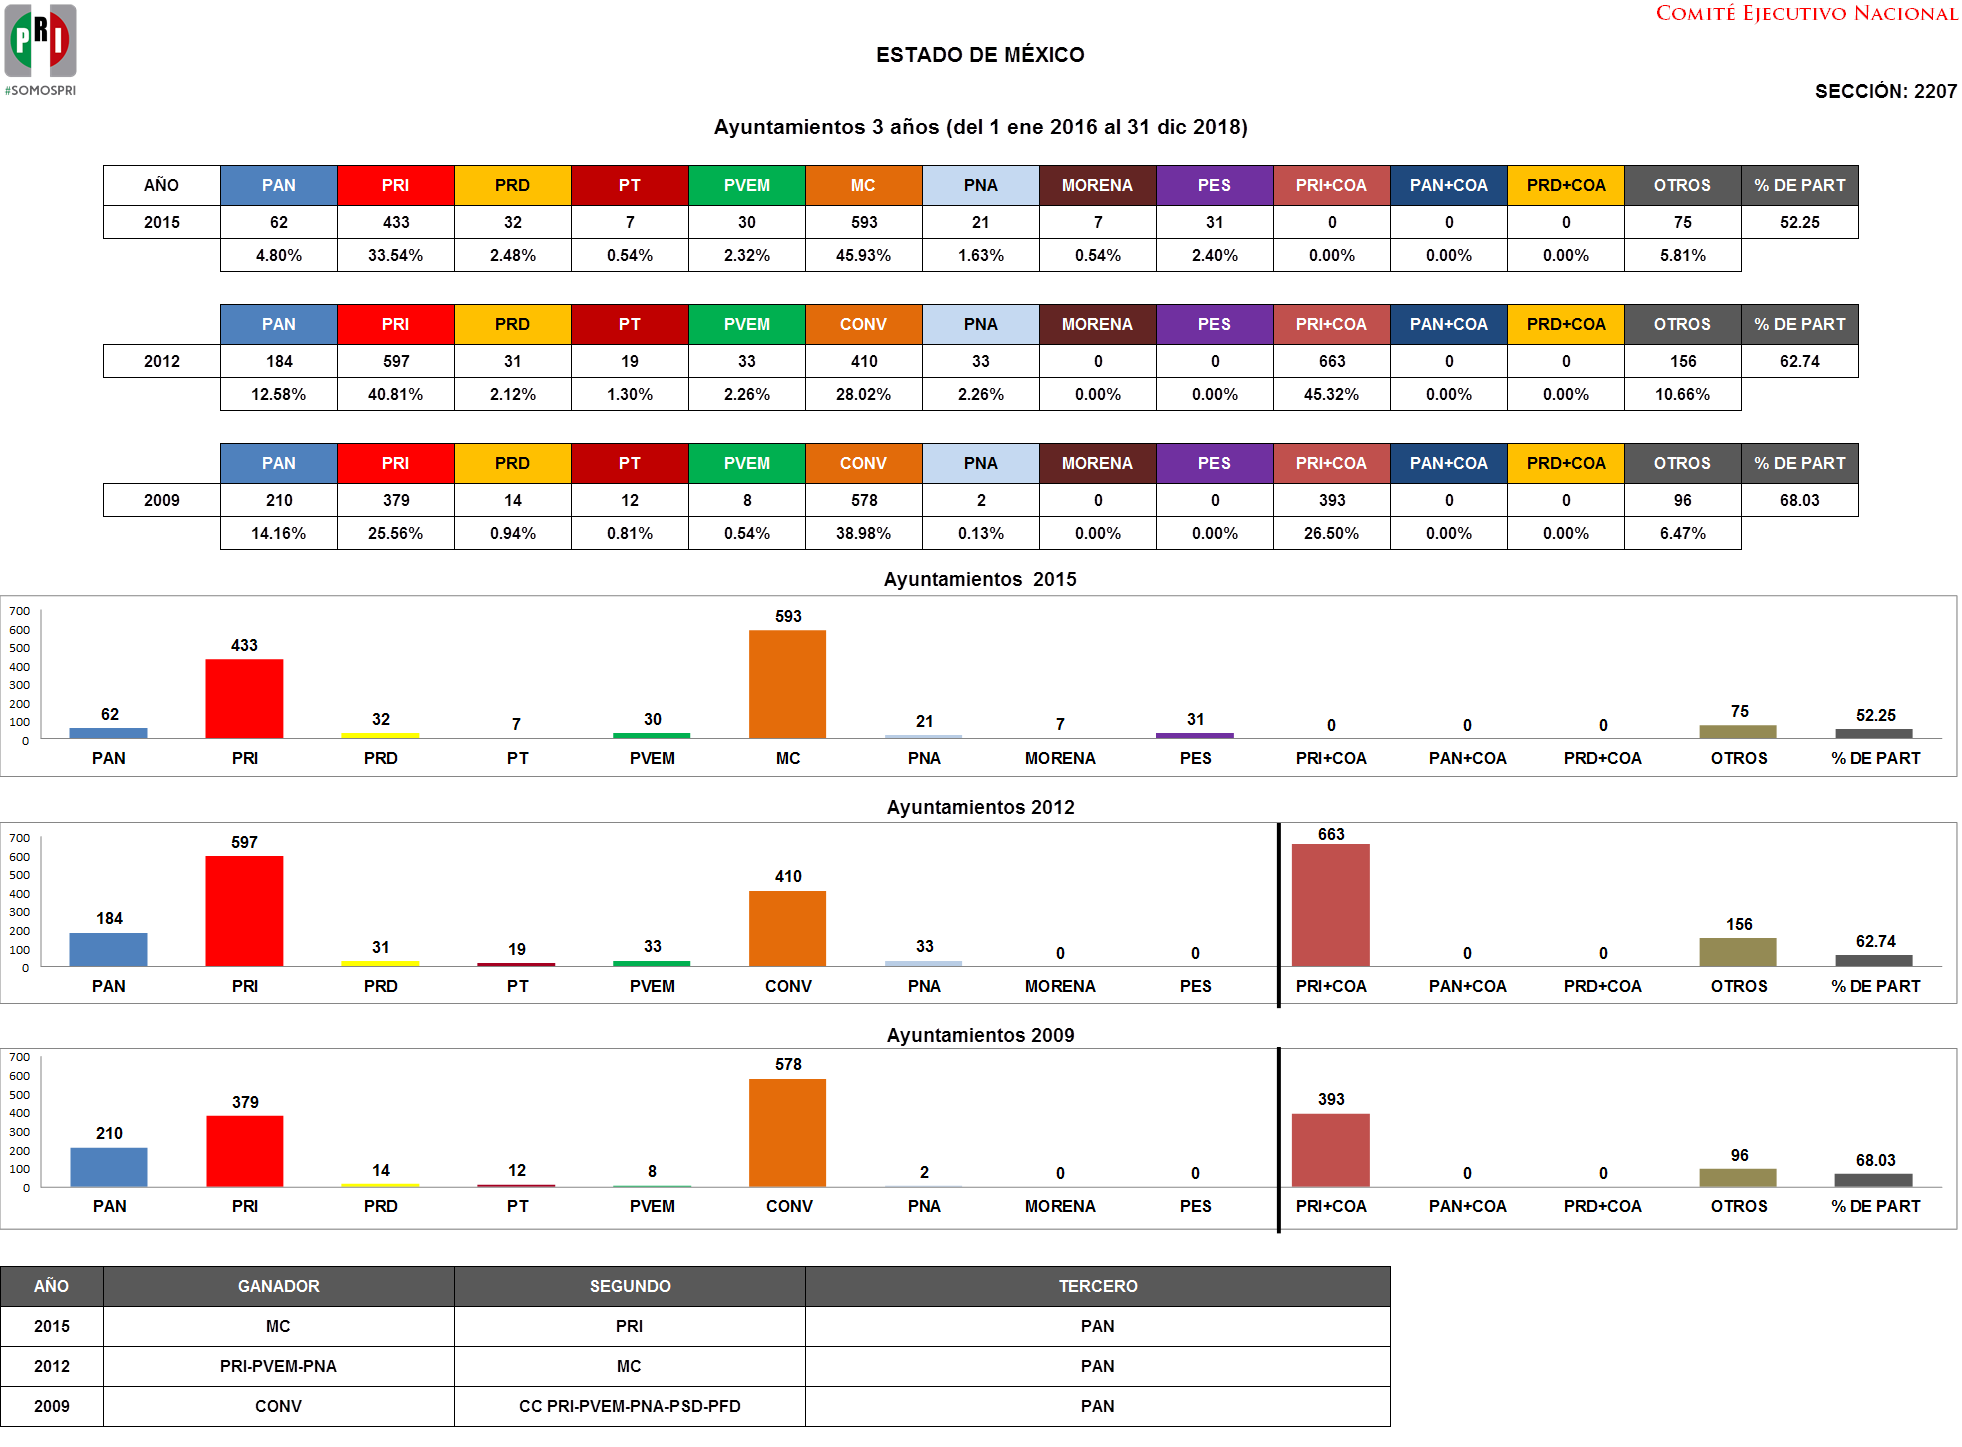 PRI
#SOMOSPRI
COMITÉ EJECUTIVO NACIONAL
ESTADO DE MÉXICO
SECCIÓN: 2207
Ayuntamientos 3 años (del 1 ene 2016 al 31 dic 2018)
AÑO PAN PRI PRD PT PVEM MC PNA MORENA PES PRI+COA PAN+COA PRD+COA OTROS % DE PART
2015 62 433 32 7 30 593 21 7 31 0 0 0 75 52.25
4.80% 33.54% 2.48% 0.54% 2.32% 45.93% 1.63% 0.54% 2.40% 0.00% 0.00% 0.00% 5.81%
PAN PRI PRD PT PVEM CONV PNA MORENA PES PRI+COA PAN+COA PRD+COA OTROS % DE PART
2012 184 597 31 19 33 410 33 0 0 663 0 0 156 62.74
12.58% 40.81% 2.12% 1.30% 2.26% 28.02% 2.26% 0.00% 0.00% 45.32% 0.00% 0.00% 10.66%
PAN PRI PRD PT PVEM CONV PNA MORENA PES PRI+COA PAN+COA PRD+COA OTROS % DE PART
2009 210 379 14 12 8 578 2 0 0 393 0 0 96 68.03
14.16% 25.56% 0.94% 0.81% 0.54% 38.98% 0.13% 0.00% 0.00% 26.50% 0.00% 0.00% 6.47%
Ayuntamientos 2015
700
600
500
400
300
200
100
0
62 433 32 7 30 593 21 7 31 0 0 0 75 52.25
PAN PRI PRD PT PVEM MC PNA MORENA PES PRI+COA PAN+COA PRD+COA OTROS % DE PART
Ayuntamientos 2012
700
600
500
400
300
200
100
0
184 597 31 19 33 410 33 0 0 663 0 0 156 62.74
PAN PRI PRD PT PVEM CONV PNA MORENA PES PRI+COA PAN+COA PRD+COA OTROS % DE PART
Ayuntamientos 2009
700
600
500
400
300
200
100
0
210 379 14 12 8 578 2 0 0 393 0 0 96 68.03
PAN PRI PRD PT PVEM CONV PNA MORENA PES PRI+COA PAN+COA PRD+COA OTROS % DE PART
AÑO GANADOR SEGUNDO TERCERO
2015 MC PRI PAN
2012 PRI-PVEM-PNA MC PAN
2009 CONV CC PRI-PVEM-PNA-PSD-PFD PAN